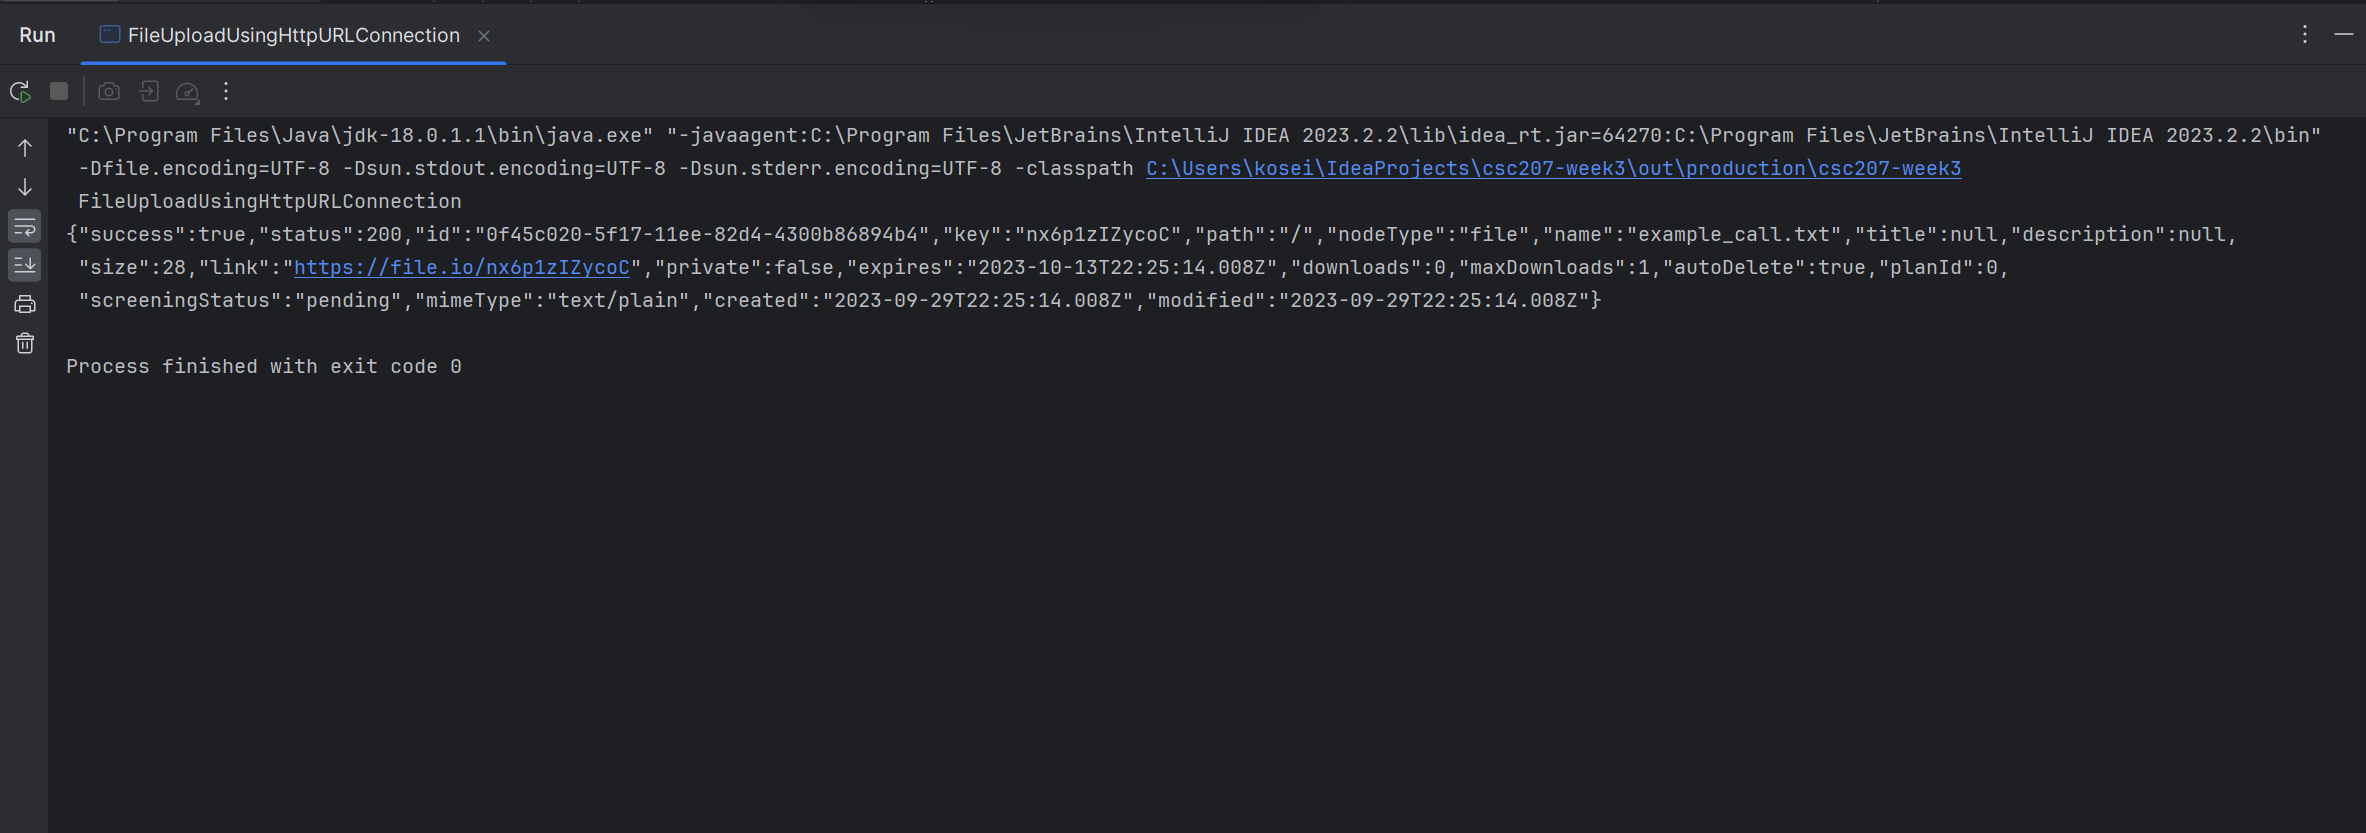 Run FileUploadUsingHttpURLConnection
"C:\Program Files\Java\jdk-18.0.1.1\bin\java.exe" "-javaagent:C:\Program Files\JetBrains\IntelliJ IDEA 2023.2.2\lib\idea_rt.jar=64270:C:\Program Files\JetBrains\IntelliJ IDEA 2023.2.2\bin"
-Dfile.encoding=UTF-8 -Dsun.stdout.encoding=UTF-8 -Dsun.stderr.encoding=UTF-8 -classpath C:\Users\kosei\IdeaProjects\csc207-week3\out\production\csc207-week3
FileUploadUsingHttpURLConnection
{"success":true,"status":200,"id":"0f45c020-5f17-11ee-82d4-4300b86894b4","key":"nx6p1zIZycoC","path":"/","nodeType":"file","name":"example_call.txt","title":null,"description":null,
"size":28,"link":"https://file.io/nx6p1zIZycoC","private":false,"expires":"2023-10-13T22:25:14.008Z","downloads":0,"maxDownloads":1,"autoDelete":true,"planId":0,
"screeningStatus":"pending","mimeType":"text/plain","created":"2023-09-29T22:25:14.008Z","modified":"2023-09-29T22:25:14.008Z"}
Process finished with exit code 0